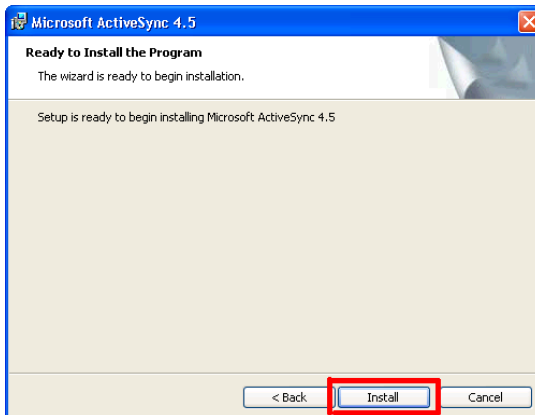 Microsoft ActiveSync 4.5
Ready to Install the Program
The wizard is ready to begin installation.
Setup is ready to begin installing Microsoft ActiveSync 4.5
< Back Install Cancel